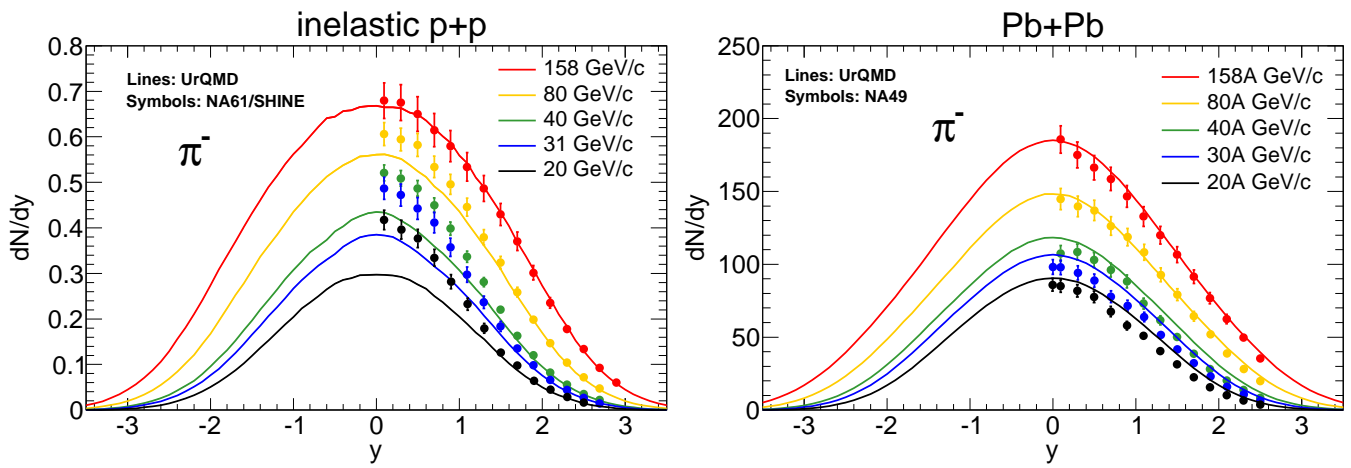 inelastic p+p
0.8
0.7
0.6
0.5
0.4
0.3
0.2
0.1
0
dN/dy
Lines: UrQMD
Symbols: NA61/SHINE
π-
158 GeV/c
80 GeV/c
40 GeV/c
31 GeV/c
20 GeV/c
-3 -2 -1 0 1 2 3
y
Pb+Pb
250
200
150
100
50
0
dN/dy
Lines: UrQMD
Symbols: NA49
π-
158A GeV/c
80A GeV/c
40A GeV/c
30A GeV/c
20A GeV/c
-3 -2 -1 0 1 2 3
y